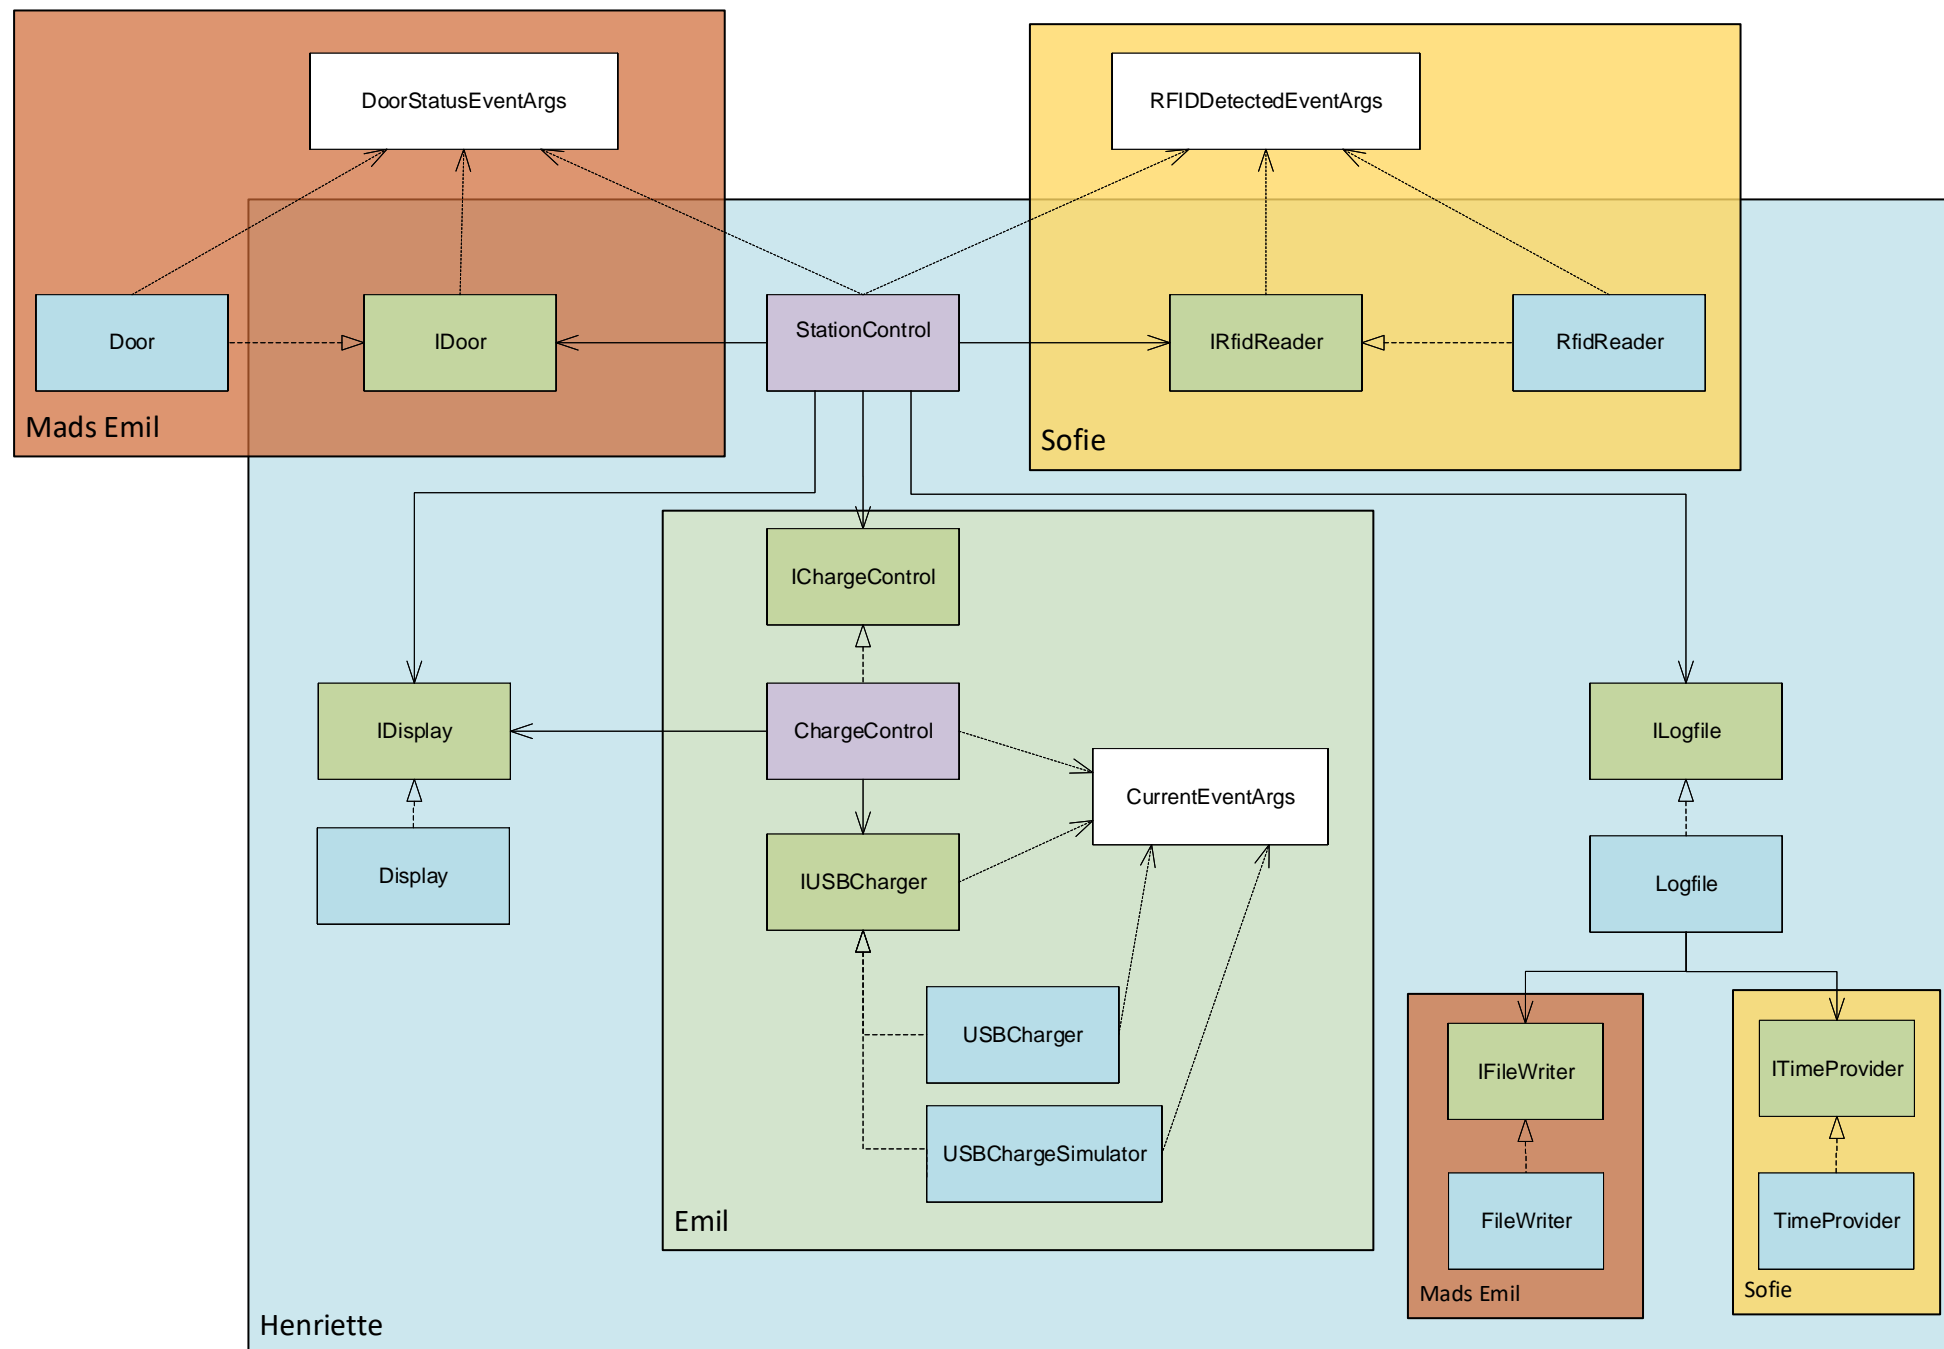 DoorStatusEventArgs
RFIDDetectedEventArgs
Door
IDoor
StationControl
IRfidReader
RfidReader
Mads Emil
Sofie
IChargeControl
IDisplay
ChargeControl
ILogfile
CurrentEventArgs
Display
IUSBCharger
Logfile
USBCharger
IFileWriter
ITimeProvider
USBChargeSimulator
FileWriter
TimeProvider
Emil
Mads Emil
Sofie
Henriette